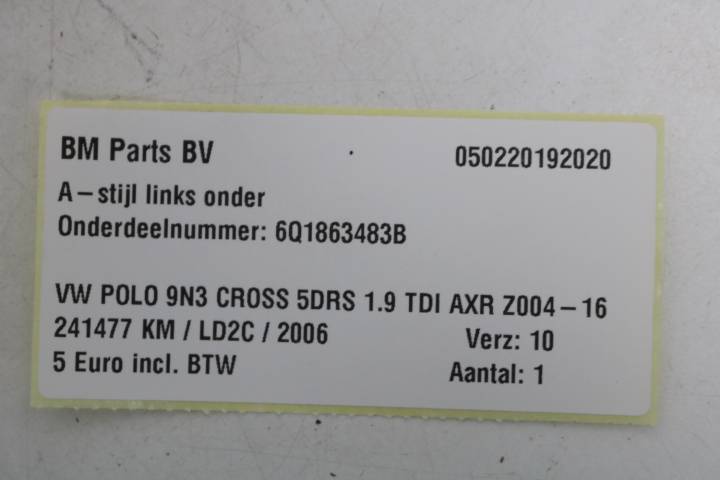 BM Parts BV 050220192020
A-stijl links onder
Onderdeelnummer: 6Q1863483B
VW POLO 9N3 CROSS 5DRS 1.9 TDI AXR Z004-16
241477 KM / LD2C / 2006 Verz: 10
5 Euro incl. BTW Aantal: 1